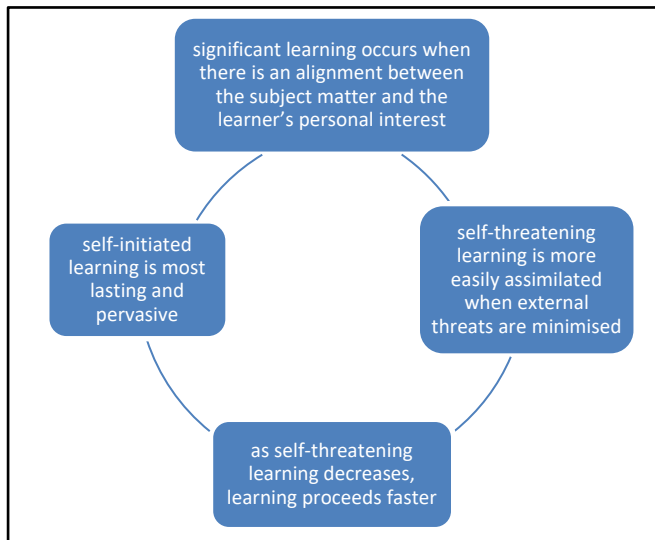 significant learning occurs when
there is an alignment between
the subject matter and the
learner’s personal interest
self-threatening
learning is more
easily assimilated
when external
threats are minimised
as self-threatening
learning decreases,
learning proceeds faster
self-initiated
learning is most
lasting and
pervasive